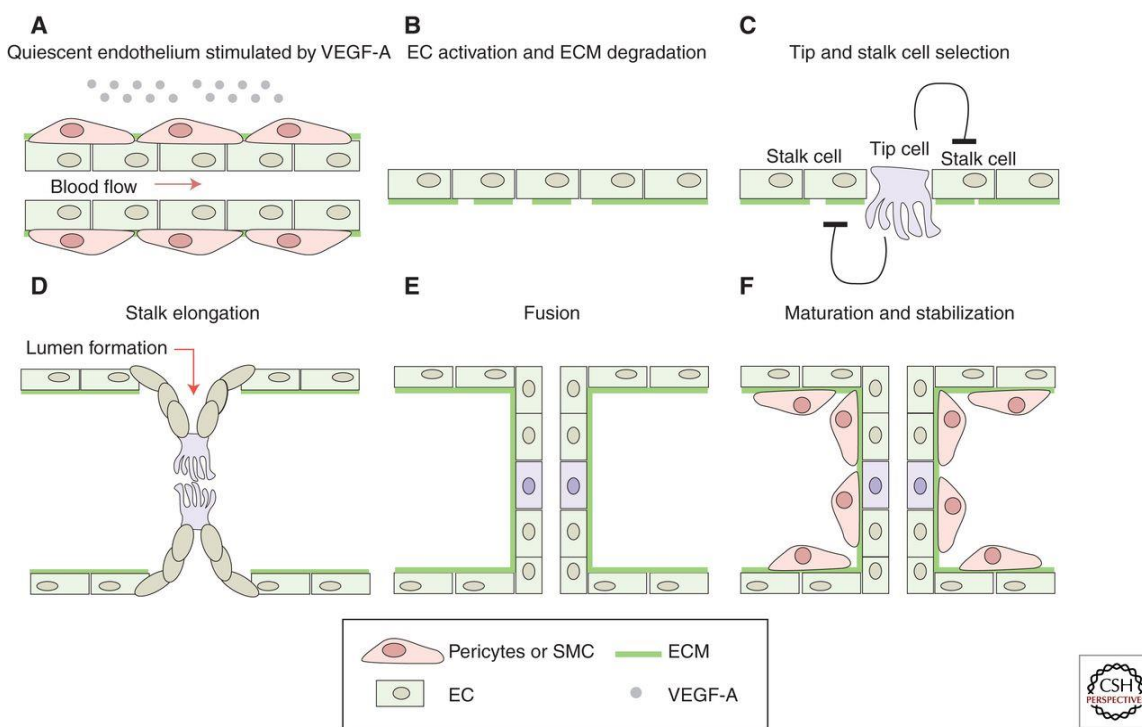 A
Quiescent endothelium stimulated by VEGF-A
Blood flow
B
EC activation and ECM degradation
C
Tip and stalk cell selection
Stalk cell
Tip cell
Stalk cell
D
Stalk elongation
Lumen formation
E
Fusion
F
Maturation and stabilization
Pericytes or SMC
ECM
EC
VEGF-A
CSH
PERSPECTIVES